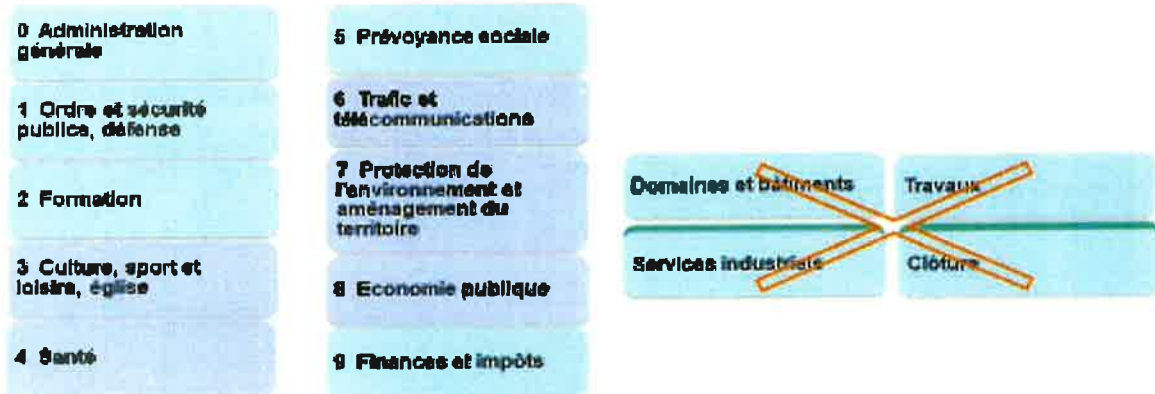 0 Administration
générale
1 Ordre et sécurité
publics, défense
2 Formation
3 Culture, sport et
loisirs, église
4 Santé
5 Prévoyance sociale
6 Trafic et
télécommunications
7 Protection de
l'environnement et
aménagement du
territoire
8 Economie publique
9 Finances et impôts
Domaines et bâtiments
Travaux
Services industriels
Clôture